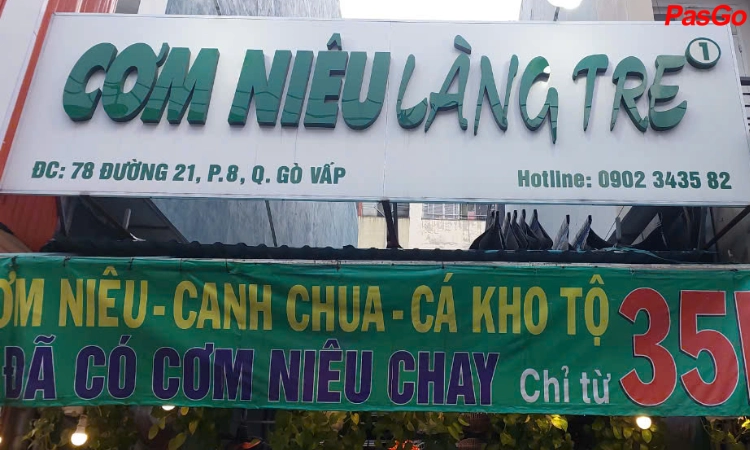 PasGo
CƠM NIÊU LÀNG TRE 1
ĐC: 78 ĐƯỜNG 21, P.8, Q. GÒ VẤP
Hotline: 0902 3435 82
ƠM NIÊU - CANH CHUA - CÁ KHO TỘ
ĐÃ CÓ CƠM NIÊU CHAY Chỉ từ 35